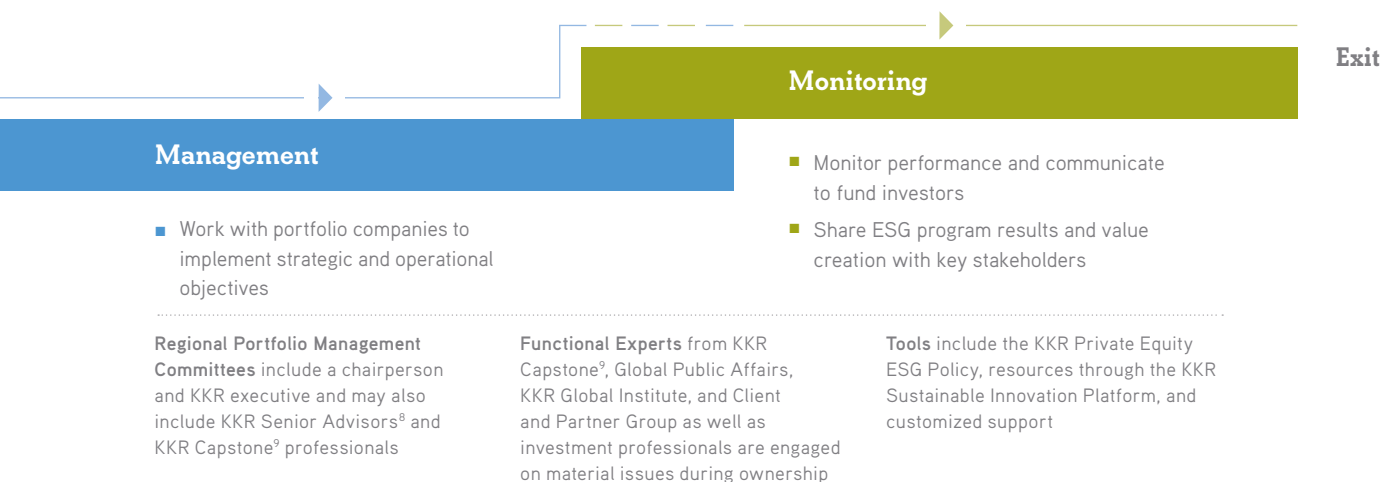 Exit
Monitoring
Management
Monitor performance and communicate
to fund investors
Share ESG program results and value
creation with key stakeholders
Work with portfolio companies to
implement strategic and operational
objectives
Regional Portfolio Management
Committees include a chairperson
and KKR executive and may also
include KKR Senior Advisors⁸ and
KKR Capstone⁹ professionals
Functional Experts from KKR
Capstone⁹, Global Public Affairs,
KKR Global Institute, and Client
and Partner Group as well as
investment professionals are engaged
on material issues during ownership
Tools include the KKR Private Equity
ESG Policy, resources through the KKR
Sustainable Innovation Platform, and
customized support